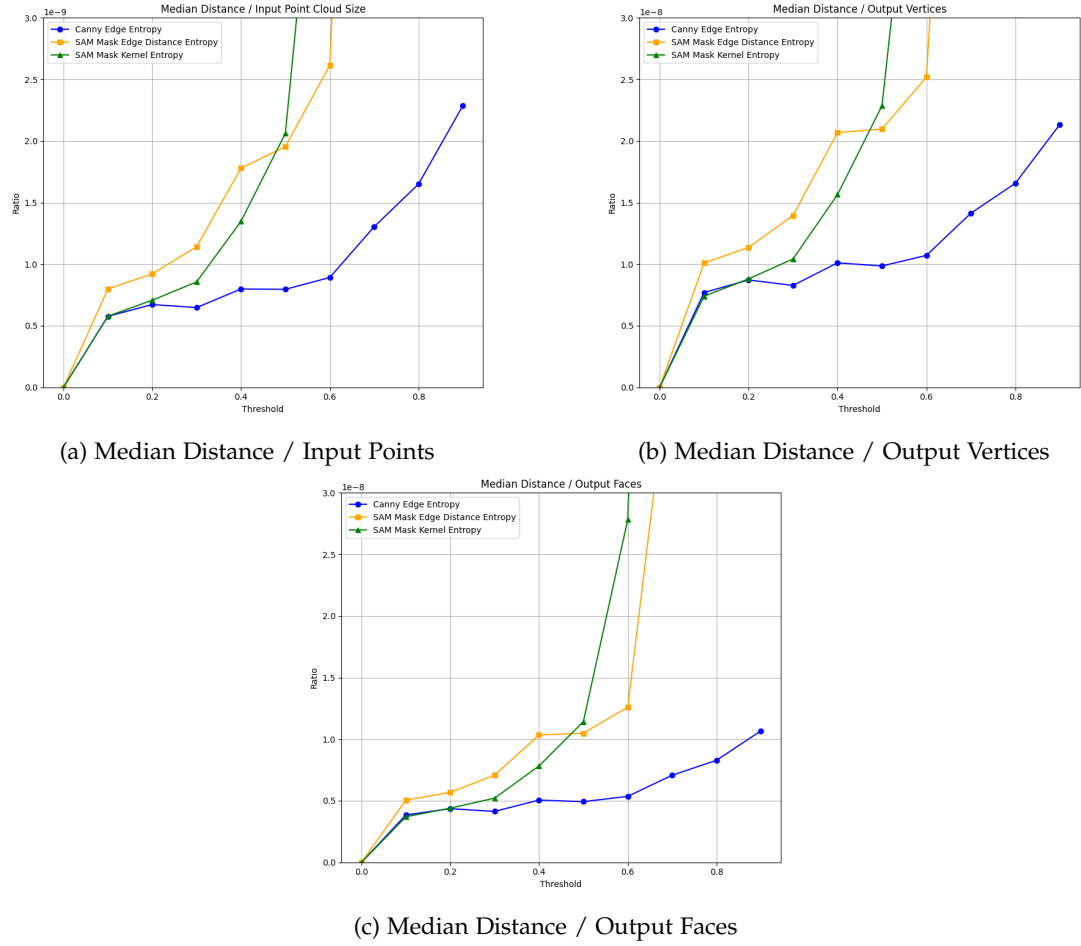 Median Distance / Input Point Cloud Size
1e−9
3.0
2.5
2.0
1.5
1.0
0.5
0.0
Ratio
Canny Edge Entropy
SAM Mask Edge Distance Entropy
SAM Mask Kernel Entropy
0.0 0.2 0.4 0.6 0.8
Threshold
(a) Median Distance / Input Points
Median Distance / Output Vertices
1e−8
3.0
2.5
2.0
1.5
1.0
0.5
0.0
Ratio
Canny Edge Entropy
SAM Mask Edge Distance Entropy
SAM Mask Kernel Entropy
0.0 0.2 0.4 0.6 0.8
Threshold
(b) Median Distance / Output Vertices
Median Distance / Output Faces
1e−8
3.0
2.5
2.0
1.5
1.0
0.5
0.0
Ratio
Canny Edge Entropy
SAM Mask Edge Distance Entropy
SAM Mask Kernel Entropy
0.0 0.2 0.4 0.6 0.8
Threshold
(c) Median Distance / Output Faces